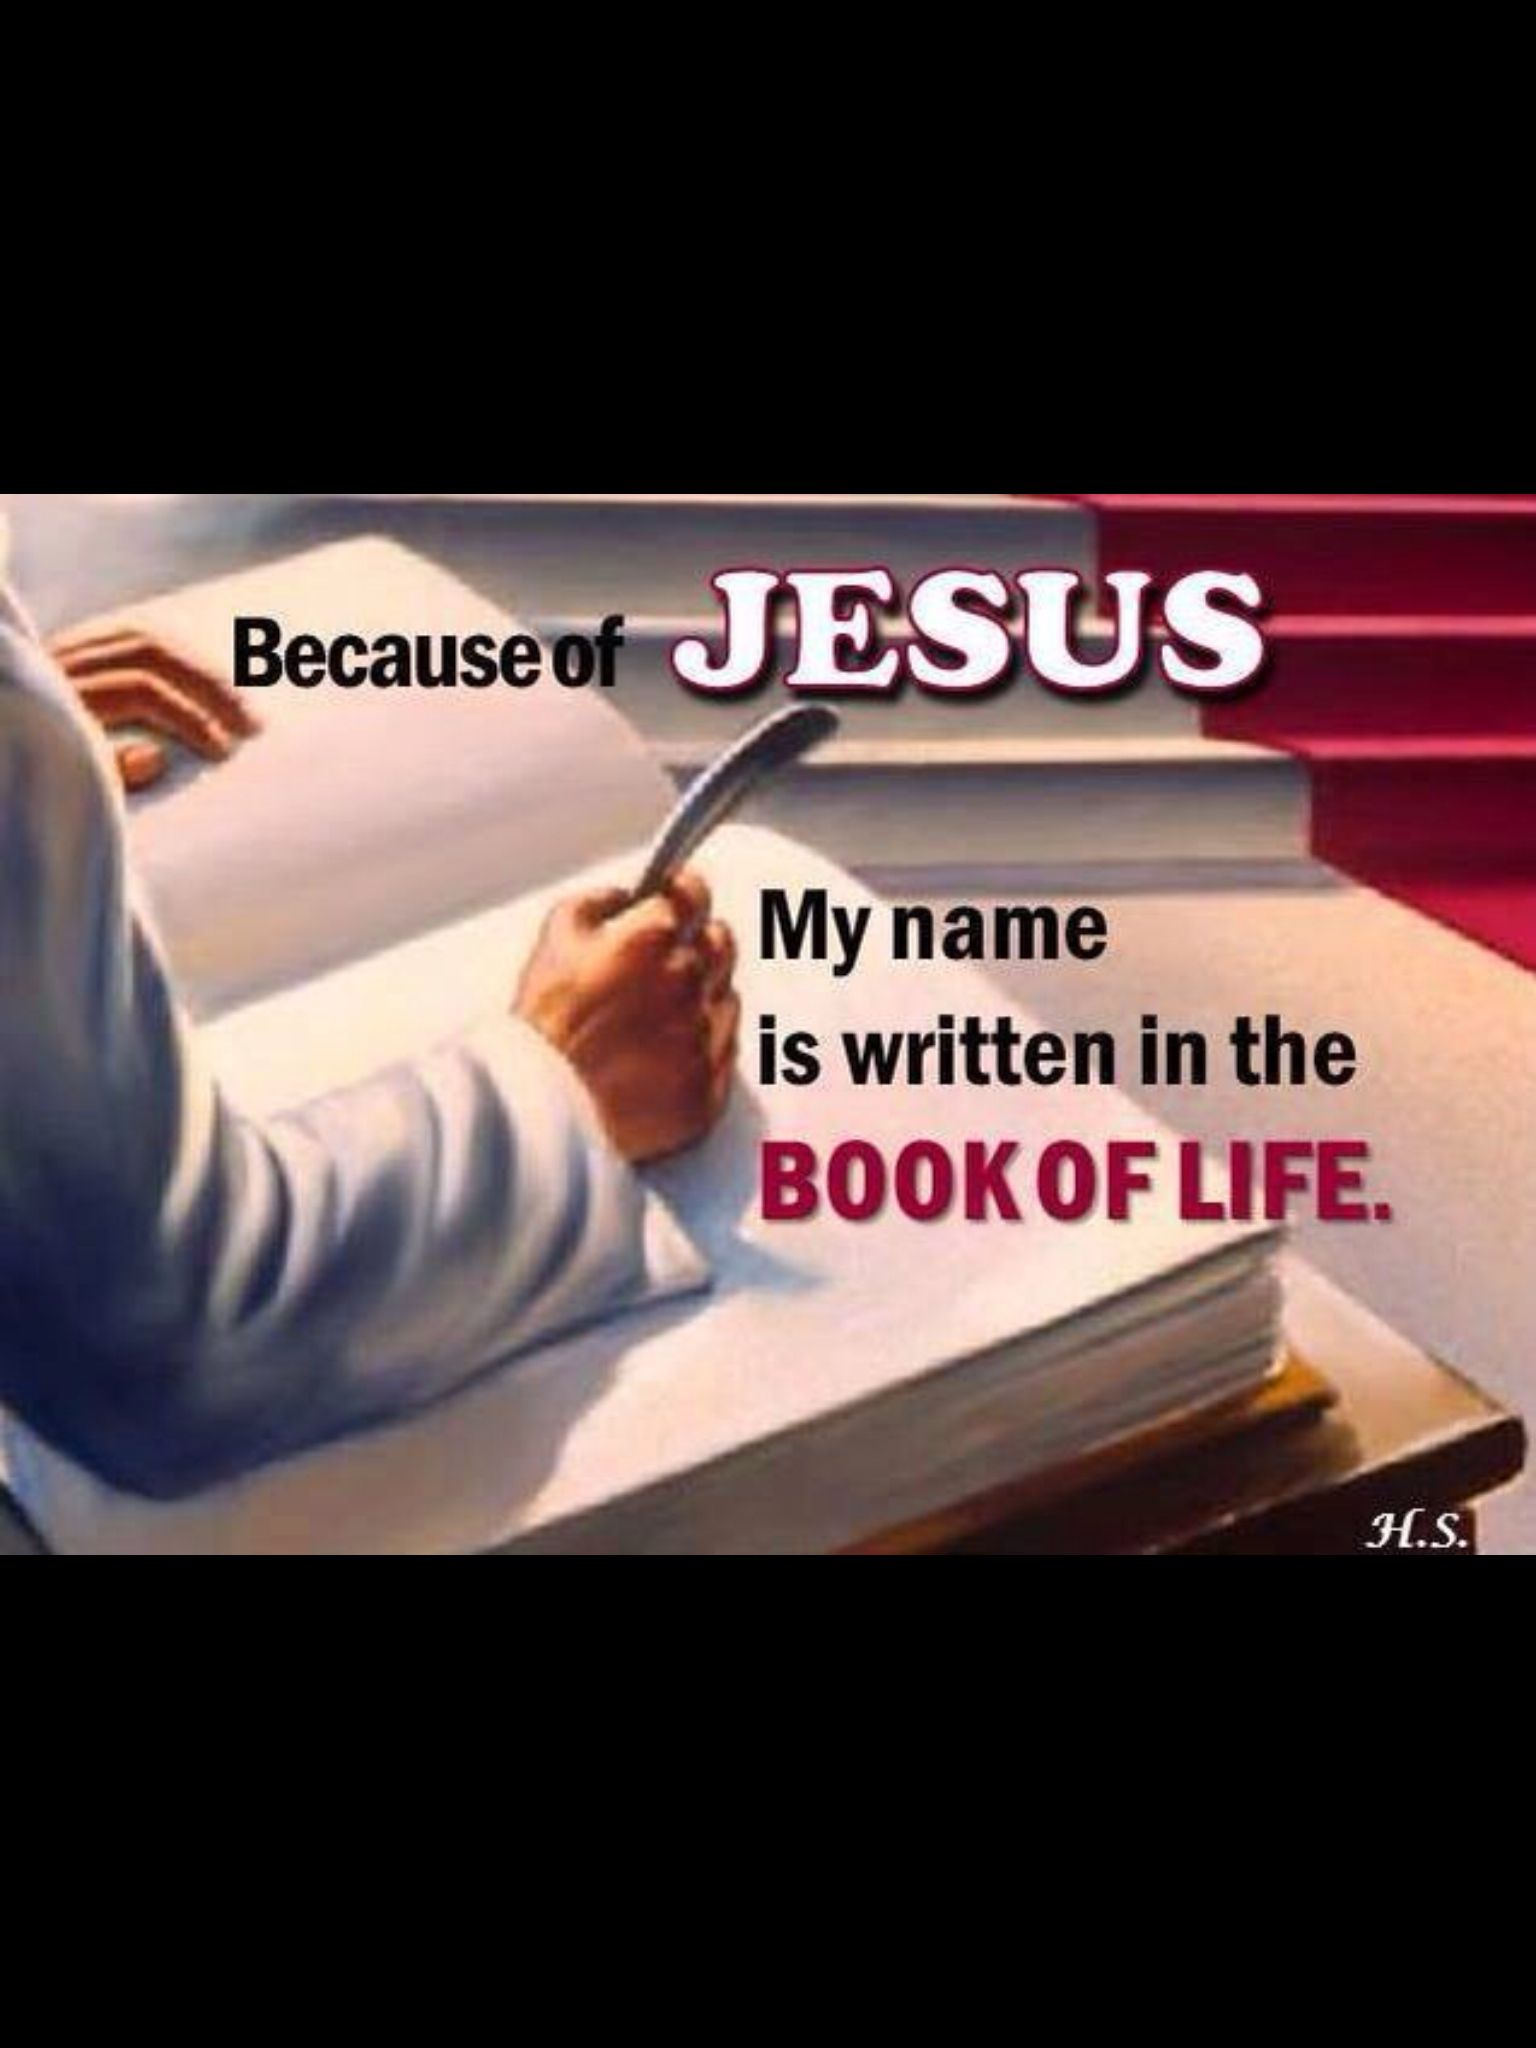 Because of JESUS
My name
is written in the
BOOK OF LIFE.
H.S.